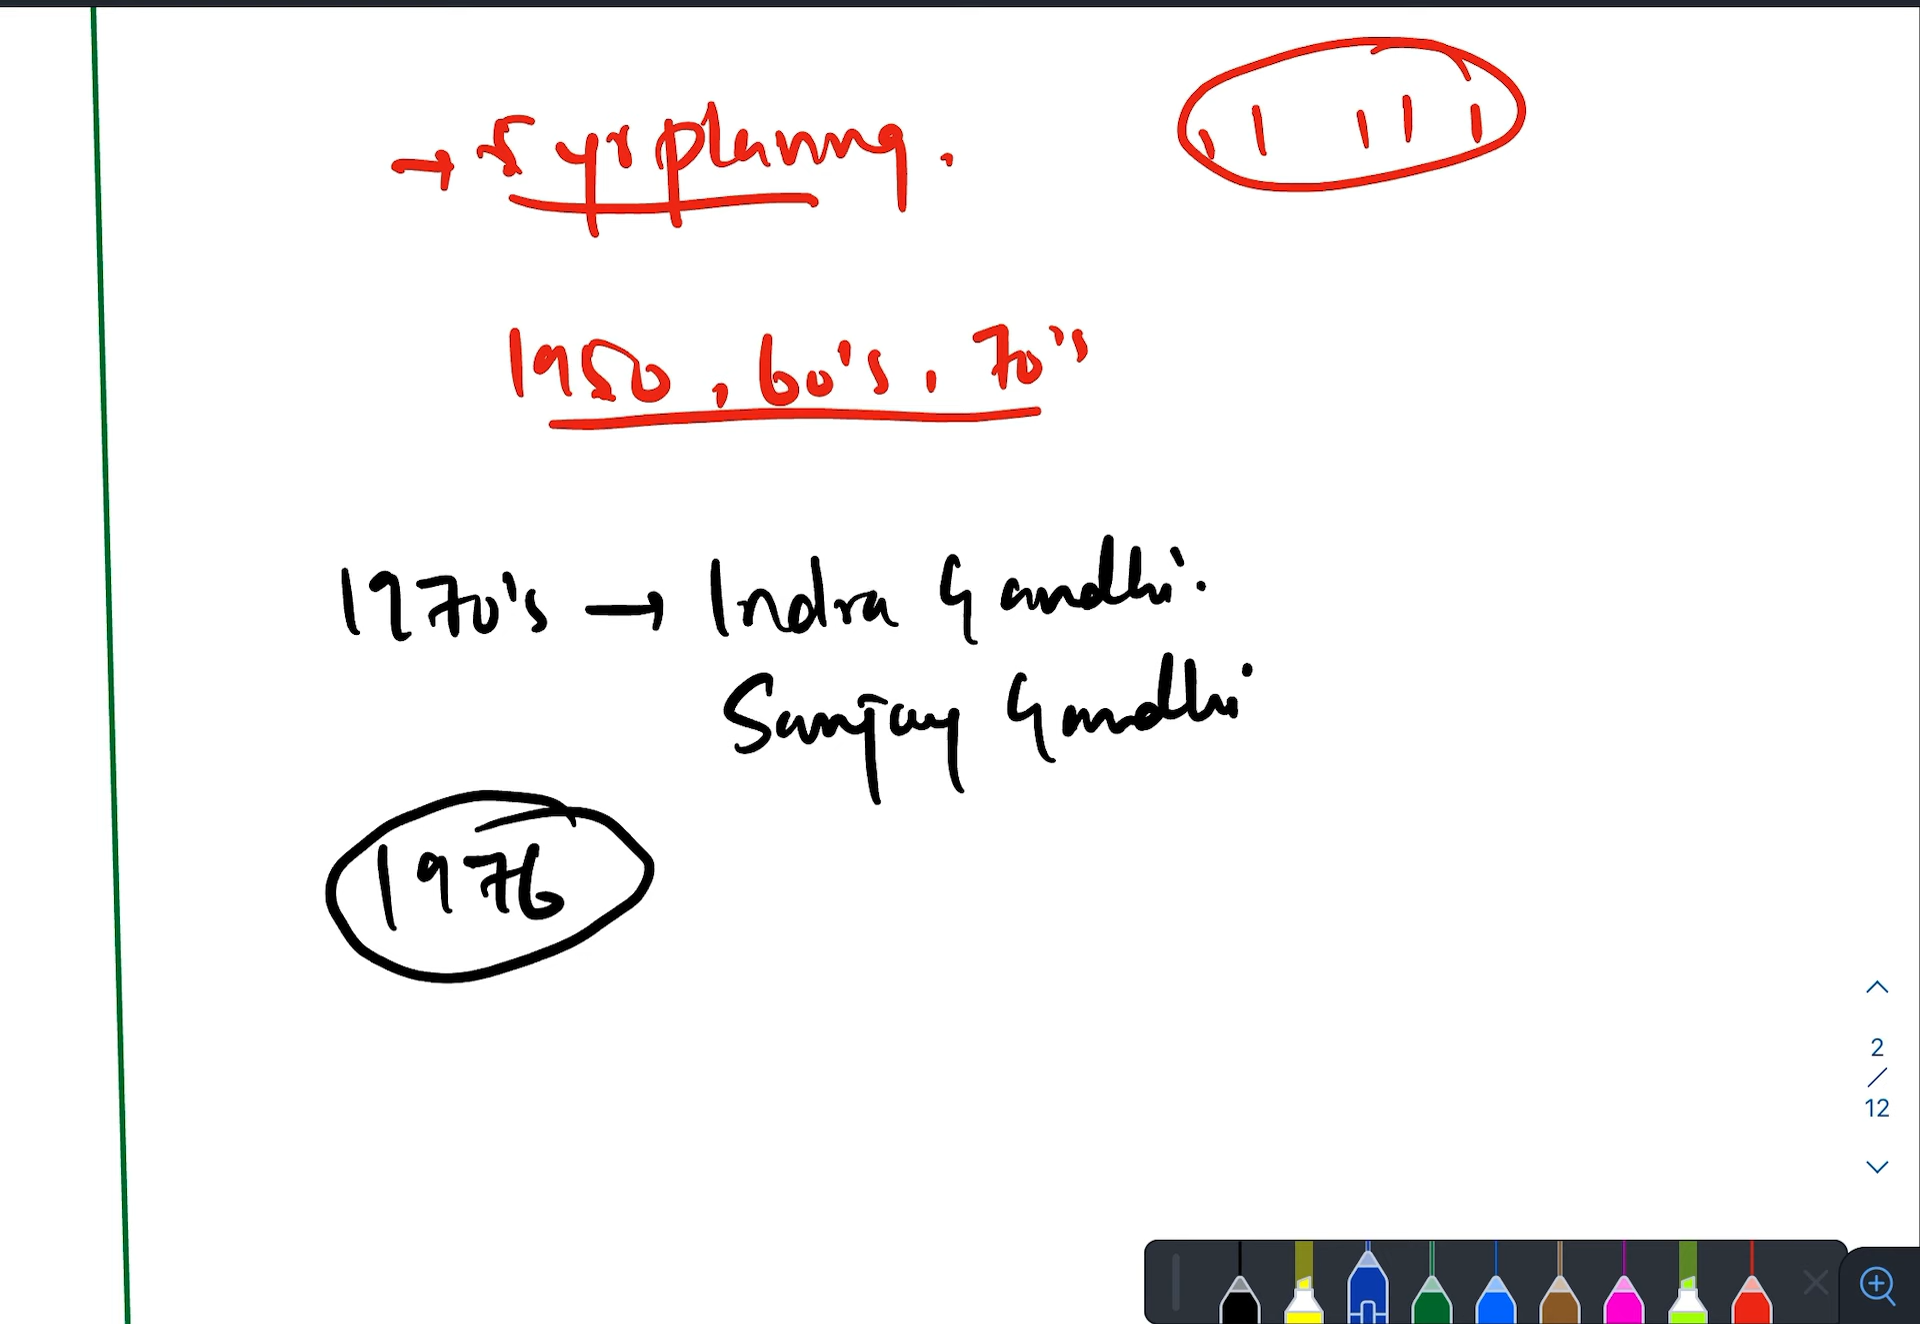 → 5 yr planning.
1950, 60's, 70's
1970's → Indra Gandhi.
Sanjay Gandhi
1976
2
/
12